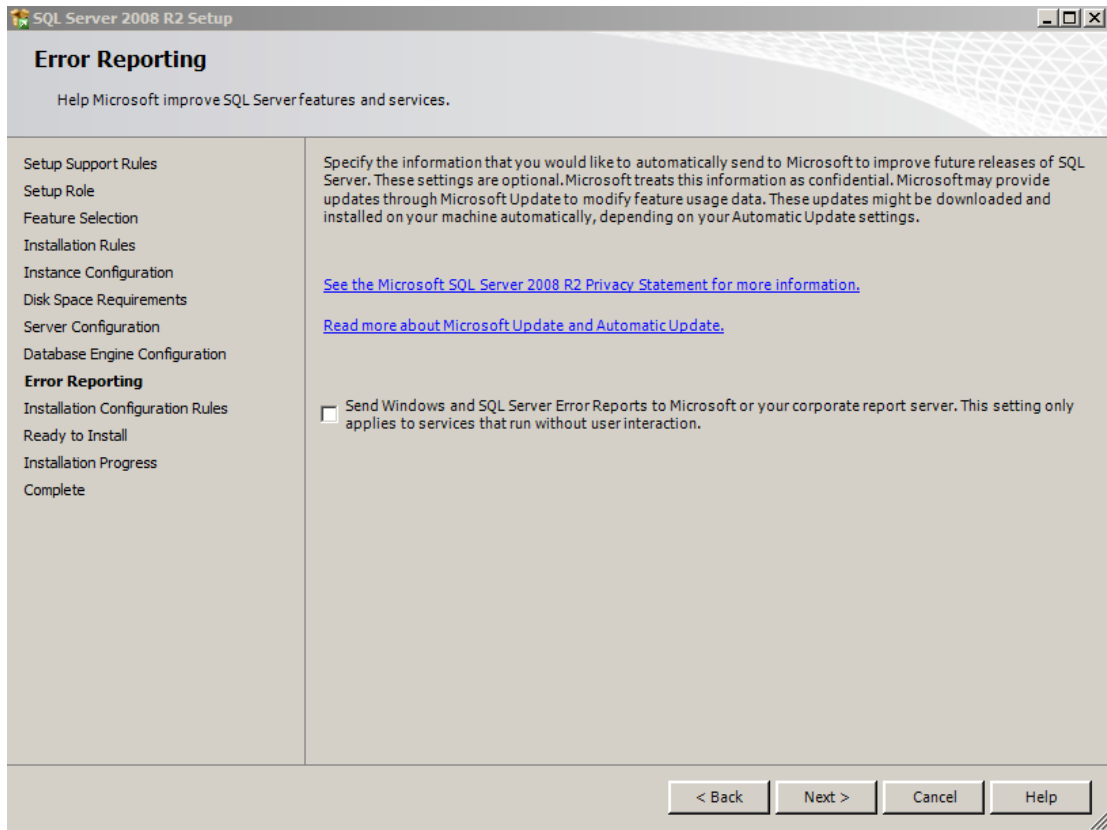 SQL Server 2008 R2 Setup
Error Reporting
Help Microsoft improve SQL Server features and services.
Setup Support Rules
Setup Role
Feature Selection
Installation Rules
Instance Configuration
Disk Space Requirements
Server Configuration
Database Engine Configuration
Error Reporting
Installation Configuration Rules
Ready to Install
Installation Progress
Complete
Specify the information that you would like to automatically send to Microsoft to improve future releases of SQL
Server. These settings are optional. Microsoft treats this information as confidential. Microsoft may provide
updates through Microsoft Update to modify feature usage data. These updates might be downloaded and
installed on your machine automatically, depending on your Automatic Update settings.
See the Microsoft SQL Server 2008 R2 Privacy Statement for more information.
Read more about Microsoft Update and Automatic Update.
Send Windows and SQL Server Error Reports to Microsoft or your corporate report server. This setting only
applies to services that run without user interaction.
< Back
Next >
Cancel
Help